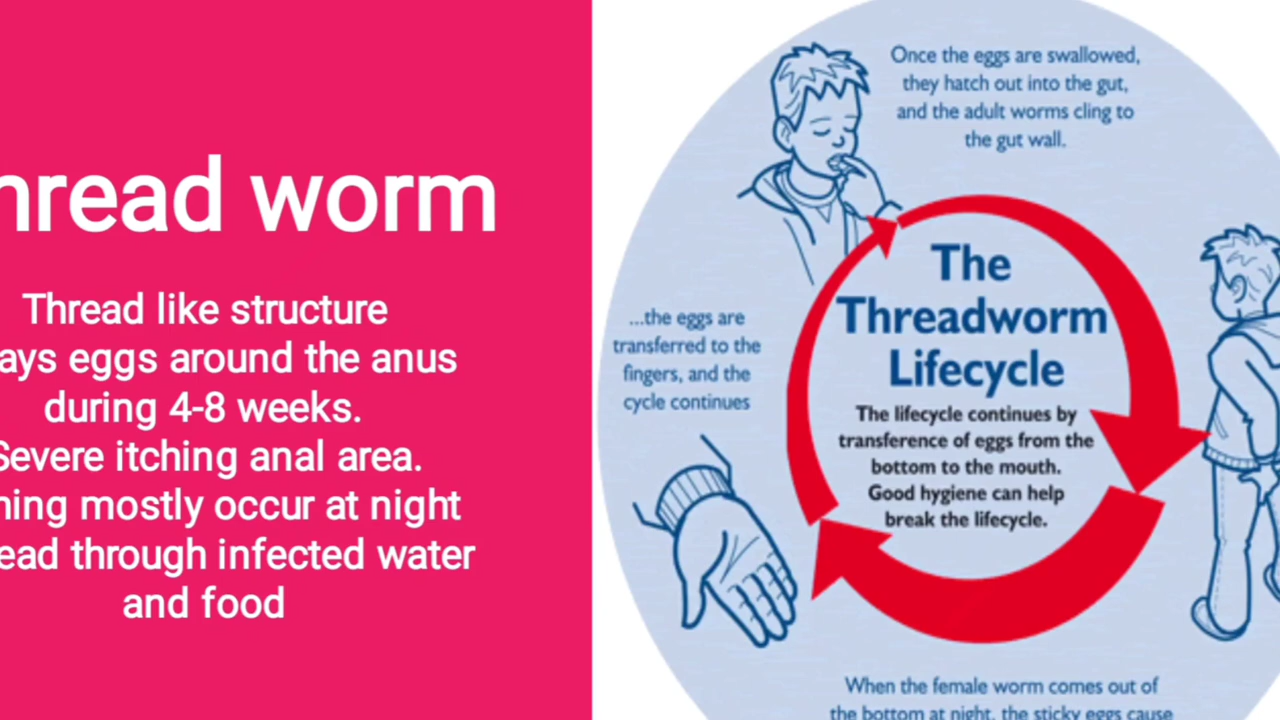 hread worm
Thread like structure
ays eggs around the anus
during 4-8 weeks.
Severe itching anal area.
hing mostly occur at night
ead through infected water
and food
Once the eggs are swallowed,
they hatch out into the gut,
and the adult worms cling to
the gut wall.
The
Threadworm
Lifecycle
The lifecycle continues by
transference of eggs from the
bottom to the mouth.
Good hygiene can help
break the lifecycle.
...the eggs are
transferred to the
fingers, and the
cycle continues
When the female worm comes out of
the bottom at night, the sticky eggs cause